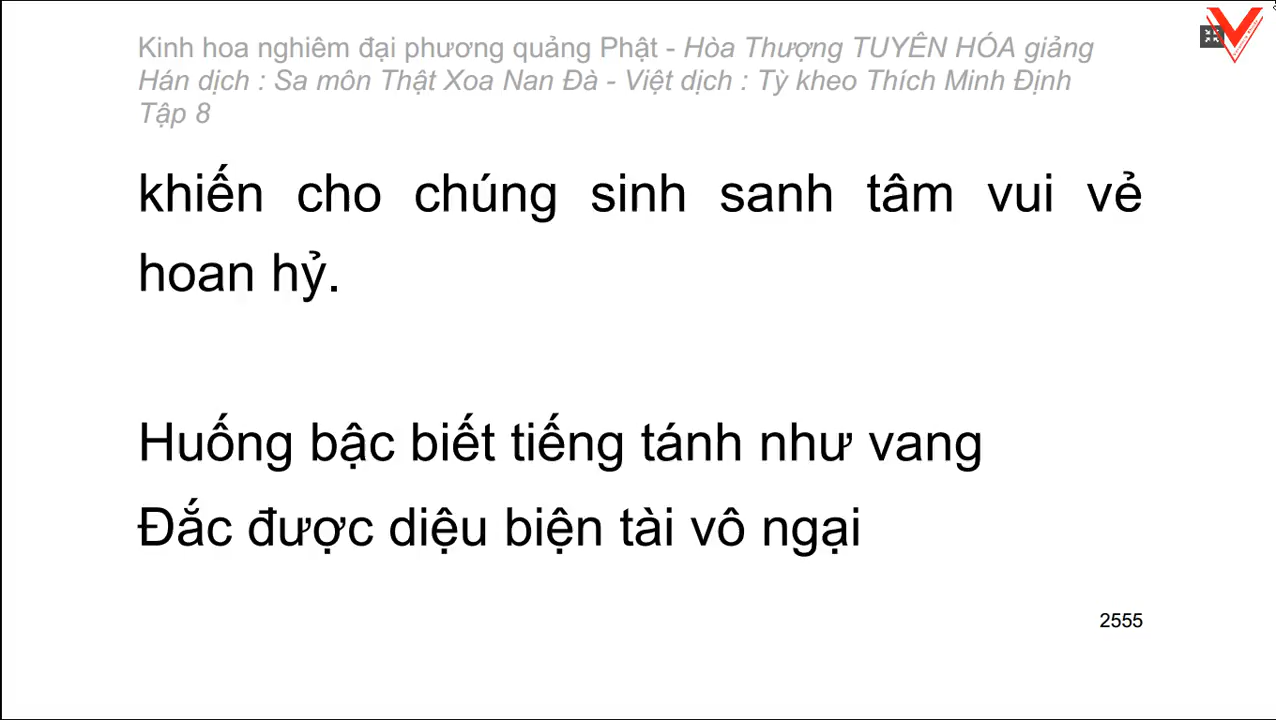 Kinh hoa nghiêm đại phương quảng Phật - Hòa Thượng TUYÊN HÓA giảng
Hán dịch : Sa môn Thật Xoa Nan Đà - Việt dịch : Tỳ kheo Thích Minh Định
Tập 8
khiến cho chúng sinh sanh tâm vui vẻ
hoan hỷ.
Huống bậc biết tiếng tánh như vang
Đắc được diệu biện tài vô ngại
2555